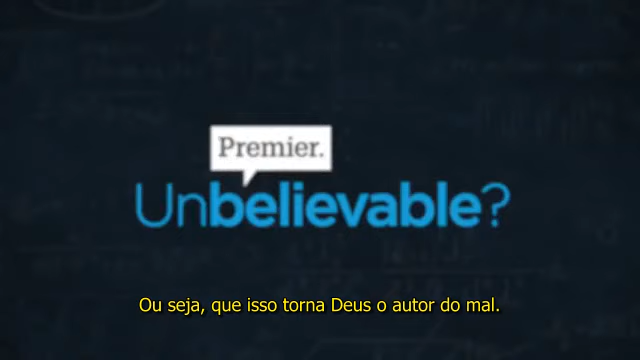 Premier.
Unbelievable?
Ou seja, que isso torna Deus o autor do mal.